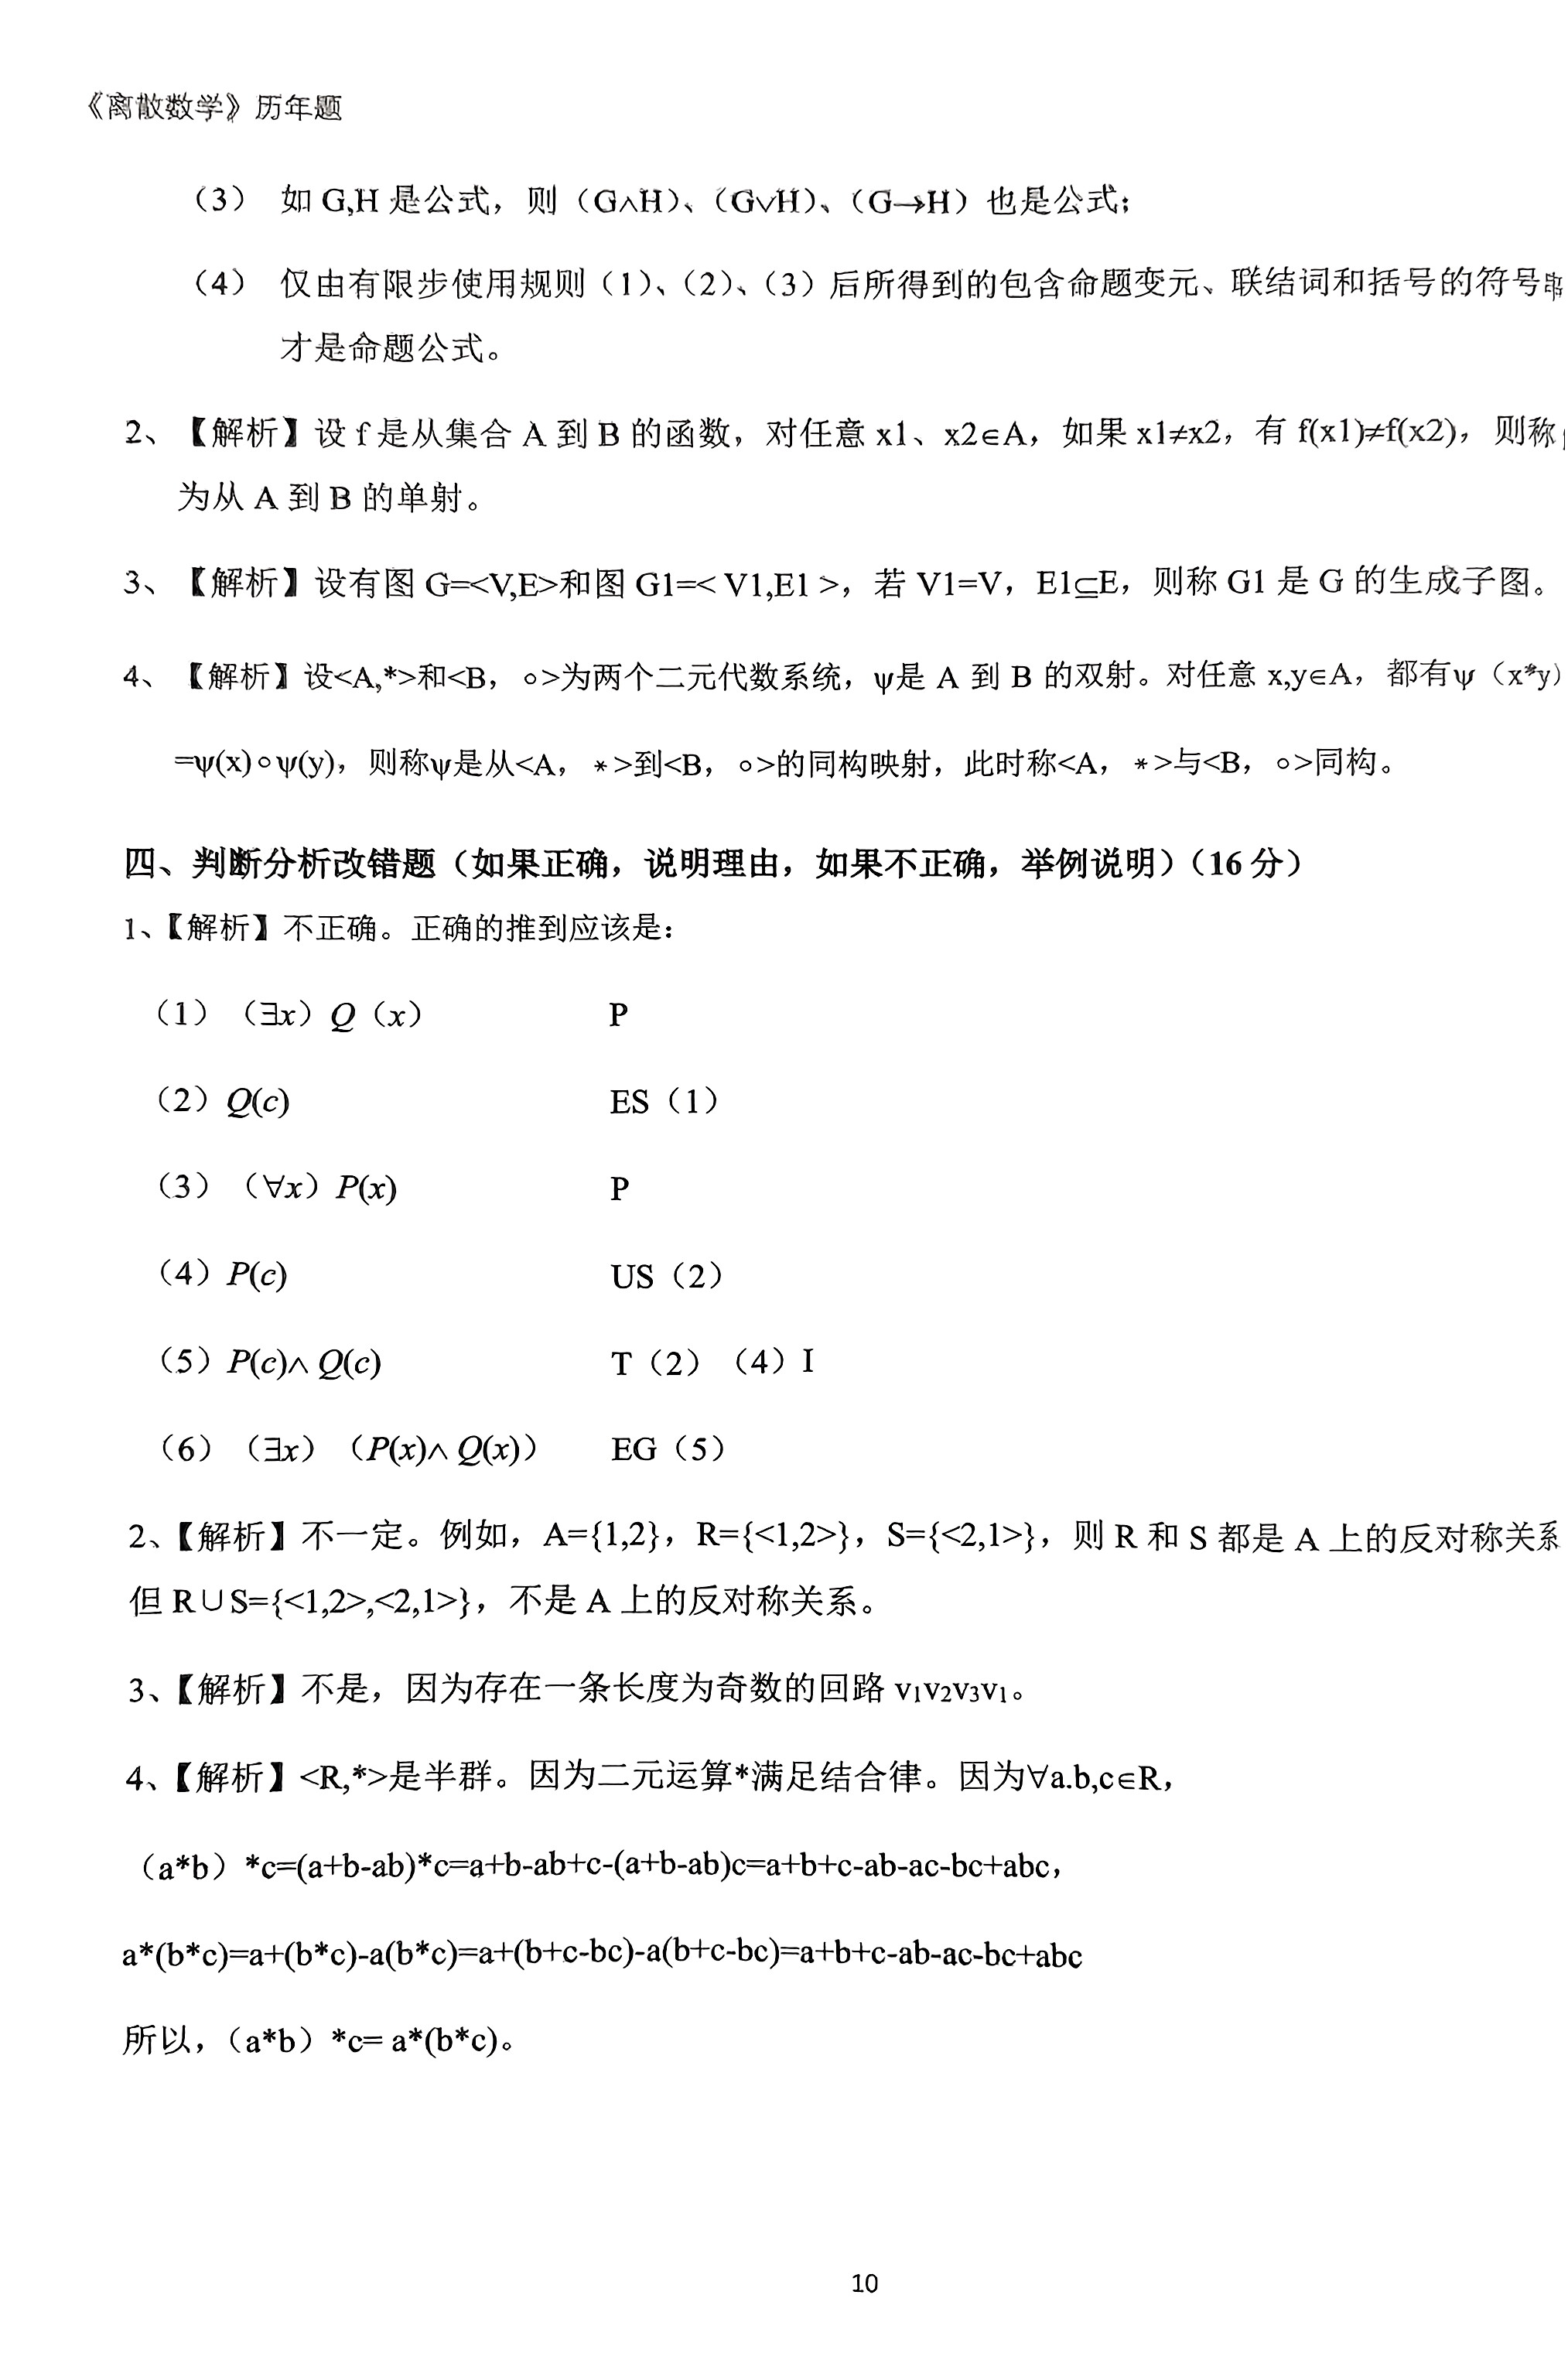 《离散数学》历年题
（3） 如 G,H 是公式，则（G∧H）、（G∨H）、（G→H）也是公式；
（4） 仅由有限步使用规则（1）、（2）、（3）后所得到的包含命题变元、联结词和括号的符号串
才是命题公式。
2、【解析】设 f 是从集合 A 到 B 的函数，对任意 x1、x2∈A，如果 x1≠x2，有 f(x1)≠f(x2)，则称
为从 A 到 B 的单射。
3、【解析】设有图 G=<V,E>和图 G1=< V1,E1 >，若 V1=V，E1⊆E，则称 G1 是 G 的生成子图。
4、【解析】设<A,*>和<B，∘>为两个二元代数系统，ψ是 A 到 B 的双射。对任意 x,y∈A，都有ψ（x*y）
=ψ(x)∘ψ(y)，则称ψ是从<A，*>到<B，∘>的同构映射，此时称<A，*>与<B，∘>同构。
四、判断分析改错题（如果正确，说明理由，如果不正确，举例说明）（16 分）
1、【解析】不正确。正确的推到应该是：
（1）（∃x）Q（x） P
（2）Q(c) ES（1）
（3）（∀x）P(x) P
（4）P(c) US（2）
（5）P(c)∧ Q(c) T（2）（4）I
（6）（∃x）（P(x)∧ Q(x)） EG（5）
2、【解析】不一定。例如，A={1,2}，R={<1,2>}，S={<2,1>}，则 R 和 S 都是 A 上的反对称关系
但 R∪S={<1,2>,<2,1>}，不是 A 上的反对称关系。
3、【解析】不是，因为存在一条长度为奇数的回路 v₁v₂v₃v₁。
4、【解析】<R,*>是半群。因为二元运算*满足结合律。因为∀a.b,c∈R，
（a*b）*c=(a+b-ab)*c=a+b-ab+c-(a+b-ab)c=a+b+c-ab-ac-bc+abc，
a*(b*c)=a+(b*c)-a(b*c)=a+(b+c-bc)-a(b+c-bc)=a+b+c-ab-ac-bc+abc
所以，（a*b）*c= a*(b*c)。
10